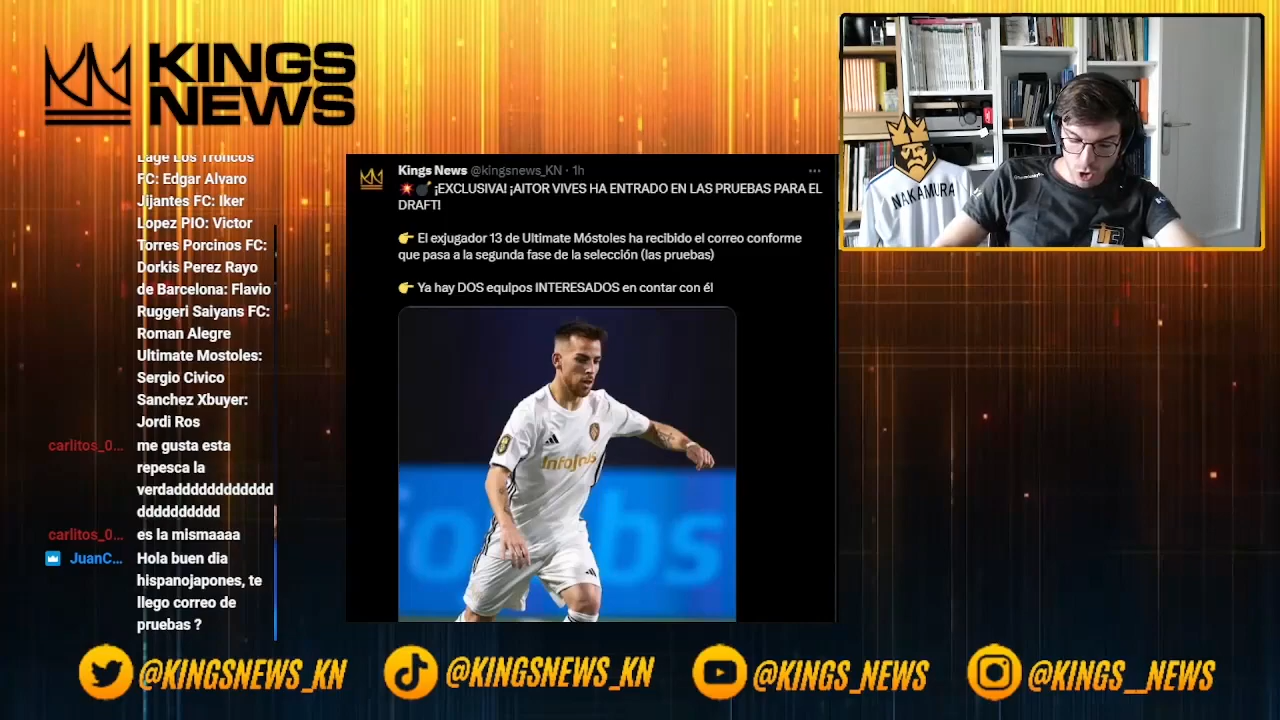 KINGS
NEWS
Lage Los Troncos
FC: Edgar Alvaro
Jijantes FC: Iker
Lopez PIO: Victor
Torres Porcinos FC:
Dorkis Perez Rayo
de Barcelona: Flavio
Ruggeri Saiyans FC:
Roman Alegre
Ultimate Mostoles:
Sergio Civico
Sanchez Xbuyer:
Jordi Ros
carlitos_0... me gusta esta
repesca la
verdadddddddddddd
dddddddddd
carlitos_0... es la mismaaaa
JuanC... Hola buen dia
hispanojapones, te
llego correo de
pruebas ?
Kings News @kingsnews_KN · 1h
¡EXCLUSIVA! ¡AITOR VIVES HA ENTRADO EN LAS PRUEBAS PARA EL
DRAFT!
El exjugador 13 de Ultimate Móstoles ha recibido el correo conforme
que pasa a la segunda fase de la selección (las pruebas)
Ya hay DOS equipos INTERESADOS en contar con él
InfoJobs
NAKAMURA
@KINGSNEWS_KN
@KINGSNEWS_KN
@KINGS_NEWS
@KINGS__NEWS